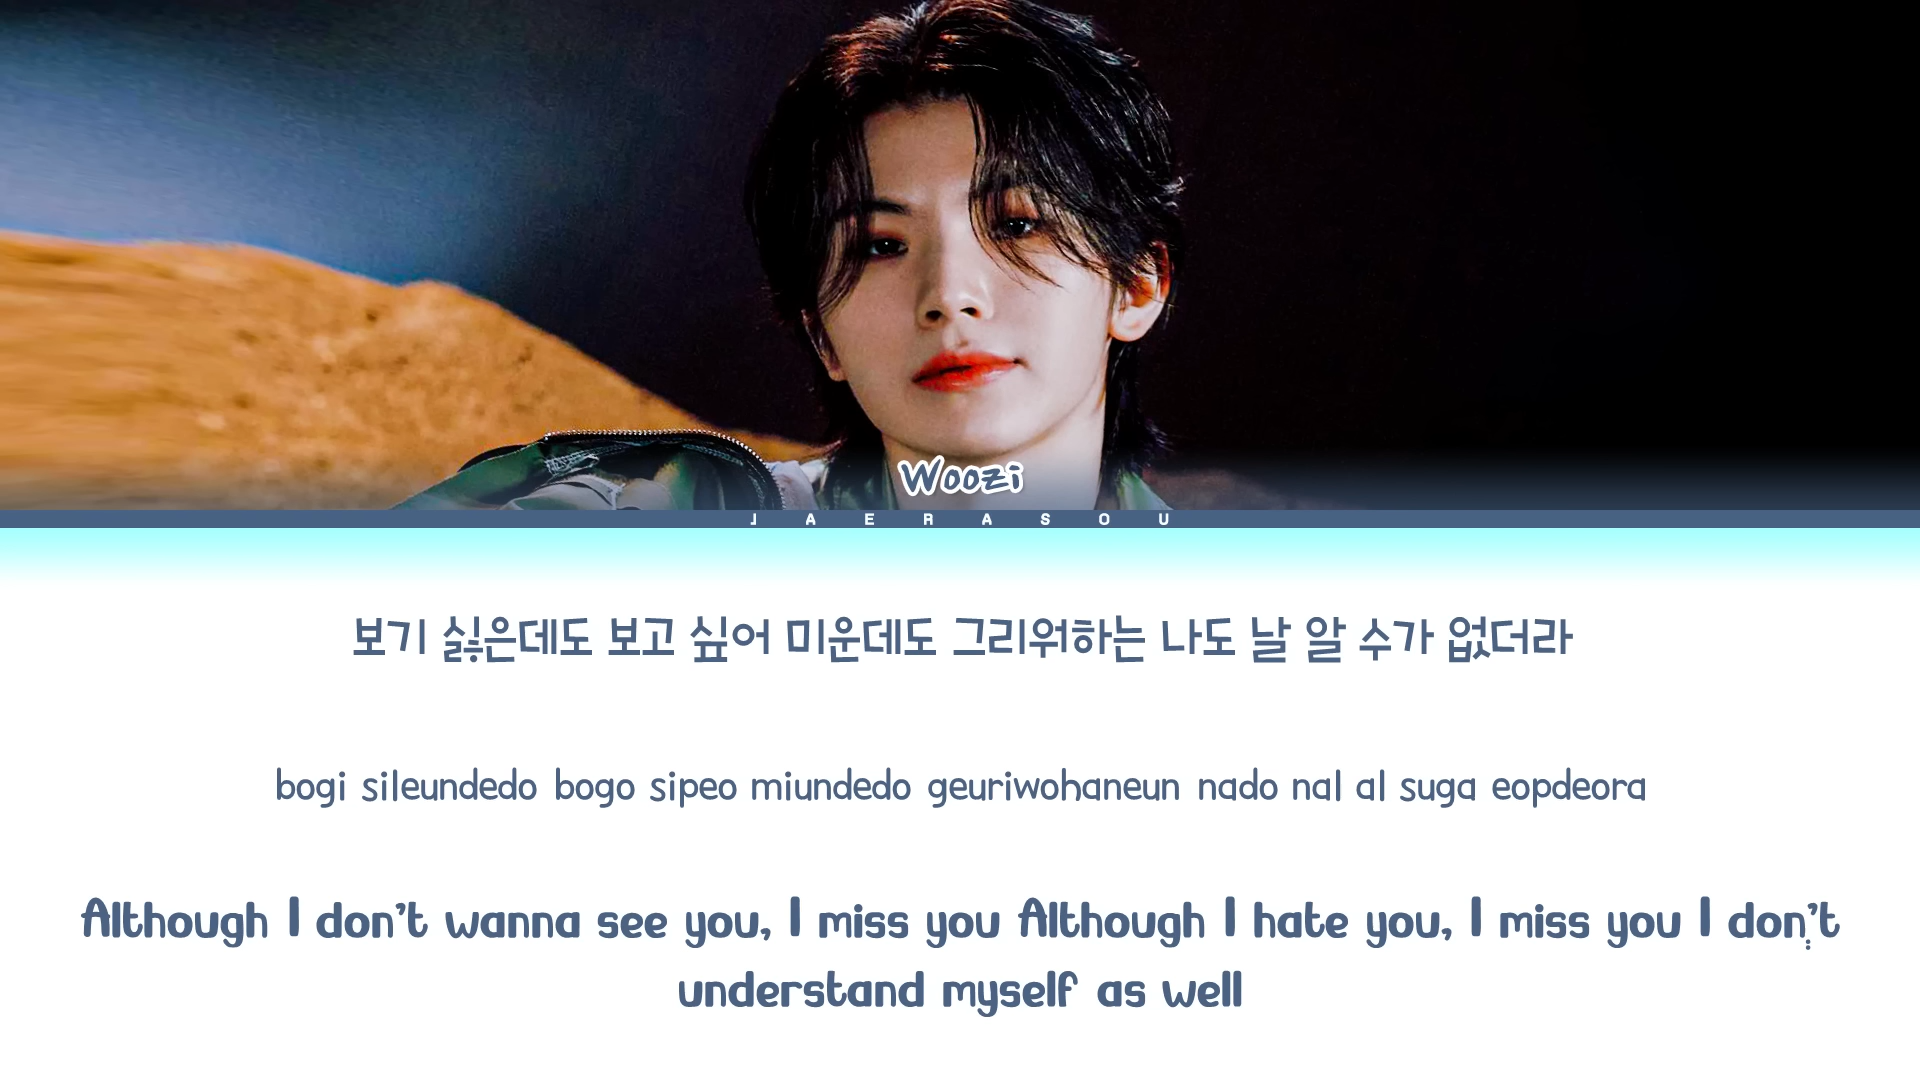 Woozi
JAERASOU
보기 싫은데도 보고 싶어 미운데도 그리워하는 나도 날 알 수가 없더라
bogi sileundedo bogo sipeo miundedo geuriwohaneun nado nal al suga eopdeora
Although I don't wanna see you, I miss you Although I hate you, I miss you I don't
understand myself as well